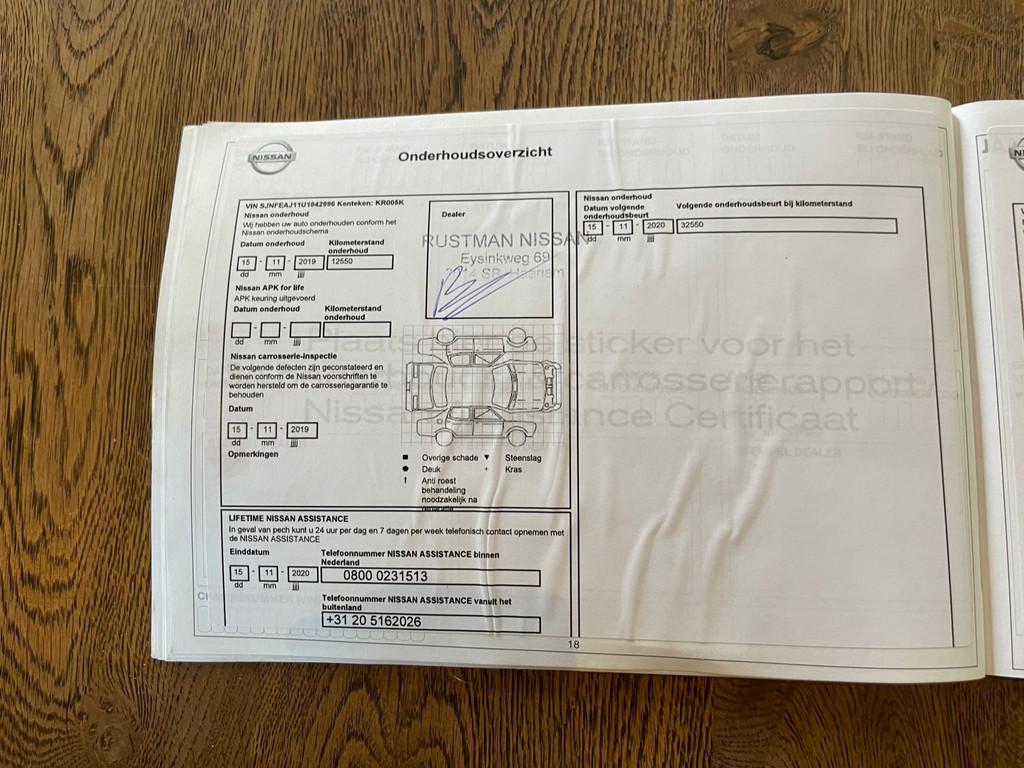 NISSAN
Onderhoudsoverzicht
VIN SJNFEAJ11U1842996 Kenteken: KR005K
Nissan onderhoud
Wij hebben uw auto onderhouden conform het
Nissan onderhoudschema
Datum onderhoud Kilometerstand
onderhoud
15 - 11 - 2019 12550
dd mm jjjj
Nissan APK for life
APK keuring uitgevoerd
Datum onderhoud Kilometerstand
onderhoud
- -
dd mm jjjj
Nissan carrosserie-inspectie
De volgende defecten zijn geconstateerd en
dienen conform de Nissan voorschriften te
worden hersteld om de carrosseriegarantie te
behouden
Datum
15 - 11 - 2019
dd mm jjjj
Opmerkingen
Dealer
RUSTMAN NISSAN
Eysinkweg 69
SR Haarlem
■ Overige schade ▼ Steenslag
● Deuk + Kras
! Anti roest
behandeling
noodzakelijk na
LIFETIME NISSAN ASSISTANCE
In geval van pech kunt u 24 uur per dag en 7 dagen per week telefonisch contact opnemen met
de NISSAN ASSISTANCE
Einddatum Telefoonnummer NISSAN ASSISTANCE binnen
Nederland
15 - 11 - 2020 0800 0231513
dd mm jjjj
Telefoonnummer NISSAN ASSISTANCE vanuit het
buitenland
+31 20 5162026
Nissan onderhoud
Datum volgende Volgende onderhoudsbeurt bij kilometerstand
onderhoudsbeurt
15 - 11 - 2020 32550
dd mm jjjj
sticker voor het
carrosserierapport /
Certificaat
18